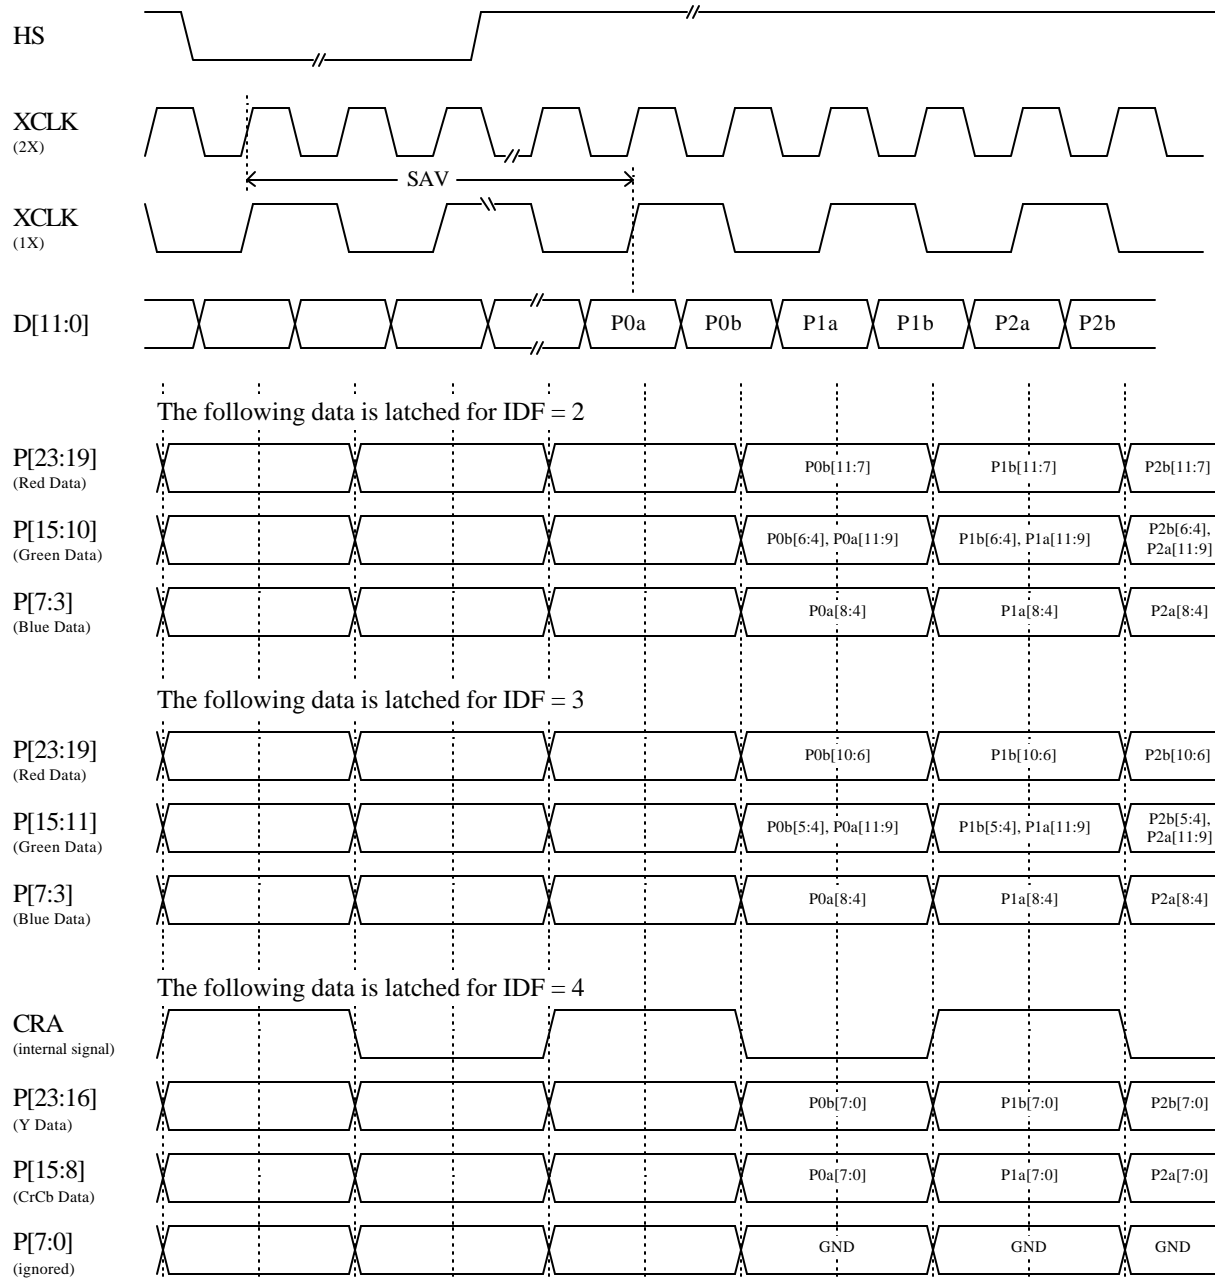 HS
XCLK
(2X)
SAV
XCLK
(1X)
D[11:0]
P0a P0b P1a P1b P2a P2b
The following data is latched for IDF = 2
P[23:19]
(Red Data)
P0b[11:7] P1b[11:7] P2b[11:7]
P[15:10]
(Green Data)
P0b[6:4], P0a[11:9] P1b[6:4], P1a[11:9] P2b[6:4],
P2a[11:9]
P[7:3]
(Blue Data)
P0a[8:4] P1a[8:4] P2a[8:4]
The following data is latched for IDF = 3
P[23:19]
(Red Data)
P0b[10:6] P1b[10:6] P2b[10:6]
P[15:11]
(Green Data)
P0b[5:4], P0a[11:9] P1b[5:4], P1a[11:9] P2b[5:4],
P2a[11:9]
P[7:3]
(Blue Data)
P0a[8:4] P1a[8:4] P2a[8:4]
The following data is latched for IDF = 4
CRA
(internal signal)
P[23:16]
(Y Data)
P0b[7:0] P1b[7:0] P2b[7:0]
P[15:8]
(CrCb Data)
P0a[7:0] P1a[7:0] P2a[7:0]
P[7:0]
(ignored)
GND GND GND